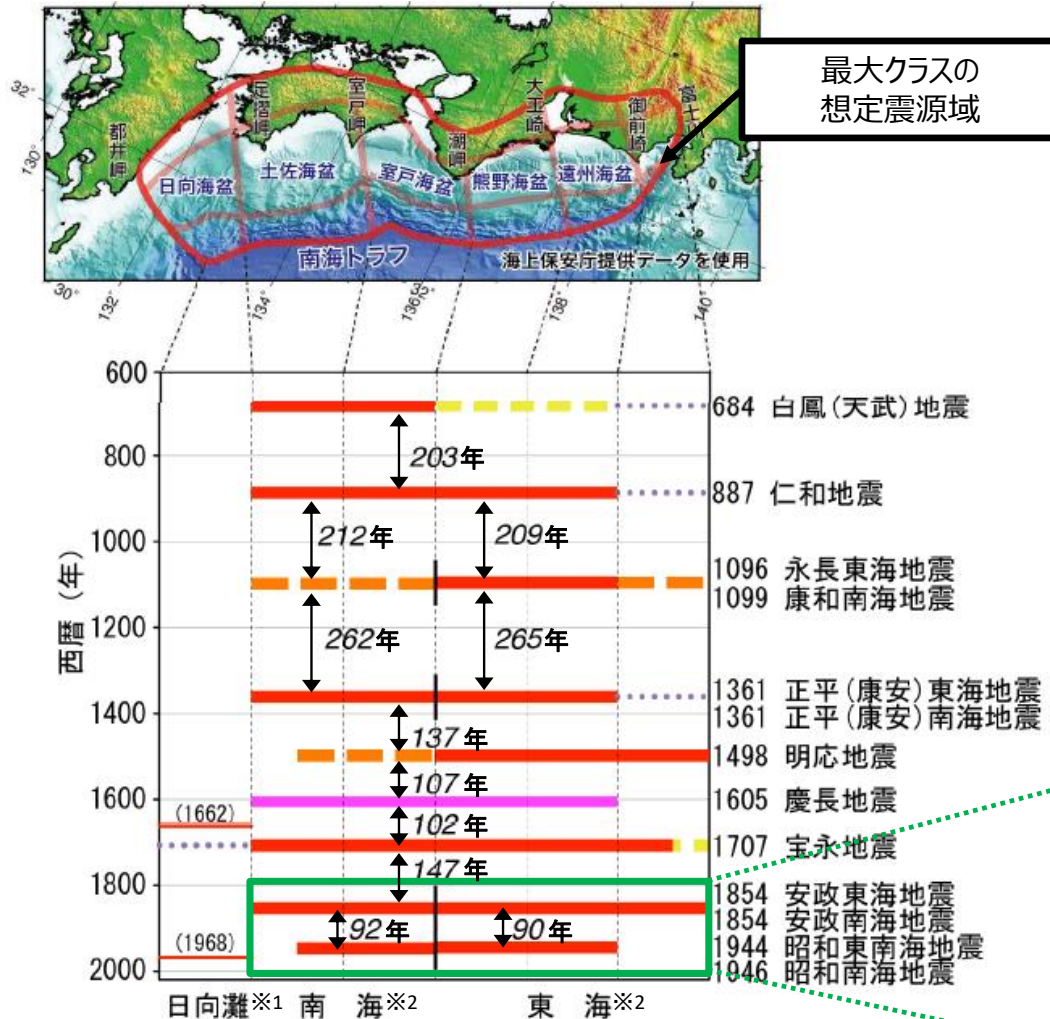 最大クラスの
想定震源域
32°
130°
都井岬
足摺岬
室戸岬
潮岬
大王崎
御前崎
日向海盆
土佐海盆
室戸海盆
熊野海盆
遠州海盆
南海トラフ
海上保安庁提供データを使用
30°
132°
134°
136°
138°
140°
西暦(年)
600
800
1000
1200
1400
1600
1800
2000
684 白鳳(天武)地震
203年
887 仁和地震
212年
209年
1096 永長東海地震
1099 康和南海地震
262年
265年
1361 正平(康安)東海地震
1361 正平(康安)南海地震
137年
1498 明応地震
107年
1605 慶長地震
(1662)
102年
1707 宝永地震
147年
1854 安政東海地震
1854 安政南海地震
92年
90年
1944 昭和東南海地震
(1968)
1946 昭和南海地震
日向灘※1 南 海※2 東 海※2